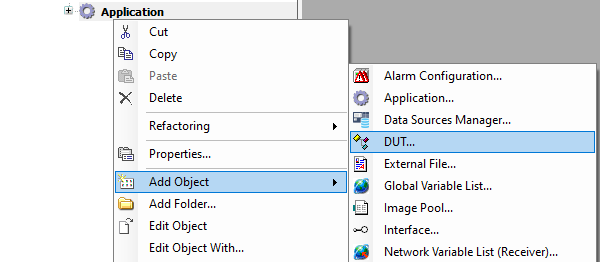 Application
Cut
Copy
Paste
Delete
Refactoring
Properties...
Add Object
Add Folder...
Edit Object
Edit Object With...
Alarm Configuration...
Application...
Data Sources Manager...
DUT...
External File...
Global Variable List...
Image Pool...
Interface...
Network Variable List (Receiver)...